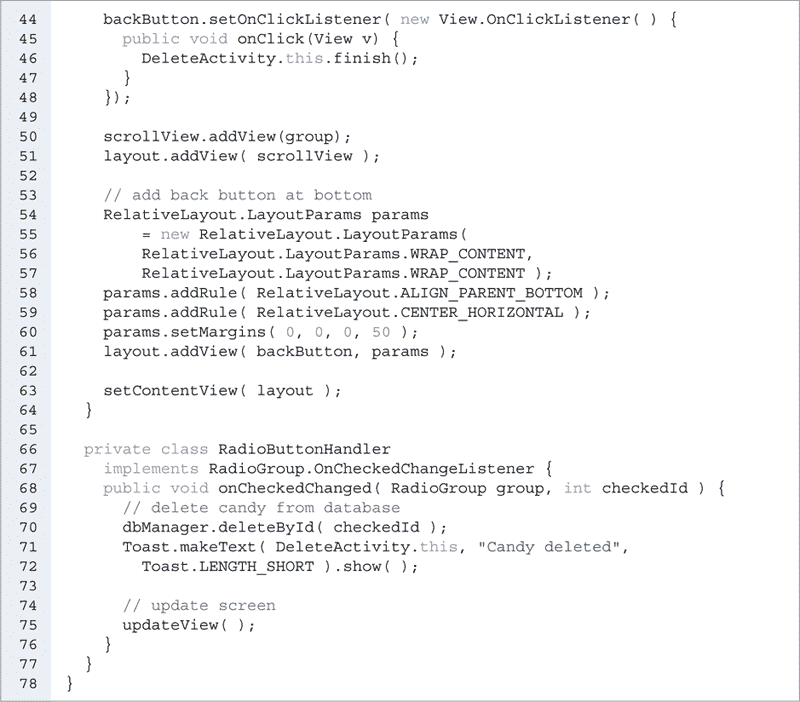 44 backButton.setOnClickListener( new View.OnClickListener( ) {
45 public void onClick(View v) {
46 DeleteActivity.this.finish();
47 }
48 });
49
50 scrollView.addView(group);
51 layout.addView( scrollView );
52
53 // add back button at bottom
54 RelativeLayout.LayoutParams params
55 = new RelativeLayout.LayoutParams(
56 RelativeLayout.LayoutParams.WRAP_CONTENT,
57 RelativeLayout.LayoutParams.WRAP_CONTENT );
58 params.addRule( RelativeLayout.ALIGN_PARENT_BOTTOM );
59 params.addRule( RelativeLayout.CENTER_HORIZONTAL );
60 params.setMargins( 0, 0, 0, 50 );
61 layout.addView( backButton, params );
62
63 setContentView( layout );
64 }
65
66 private class RadioButtonHandler
67 implements RadioGroup.OnCheckedChangeListener {
68 public void onCheckedChanged( RadioGroup group, int checkedId ) {
69 // delete candy from database
70 dbManager.deleteById( checkedId );
71 Toast.makeText( DeleteActivity.this, "Candy deleted",
72 Toast.LENGTH_SHORT ).show( );
73
74 // update screen
75 updateView( );
76 }
77 }
78 }